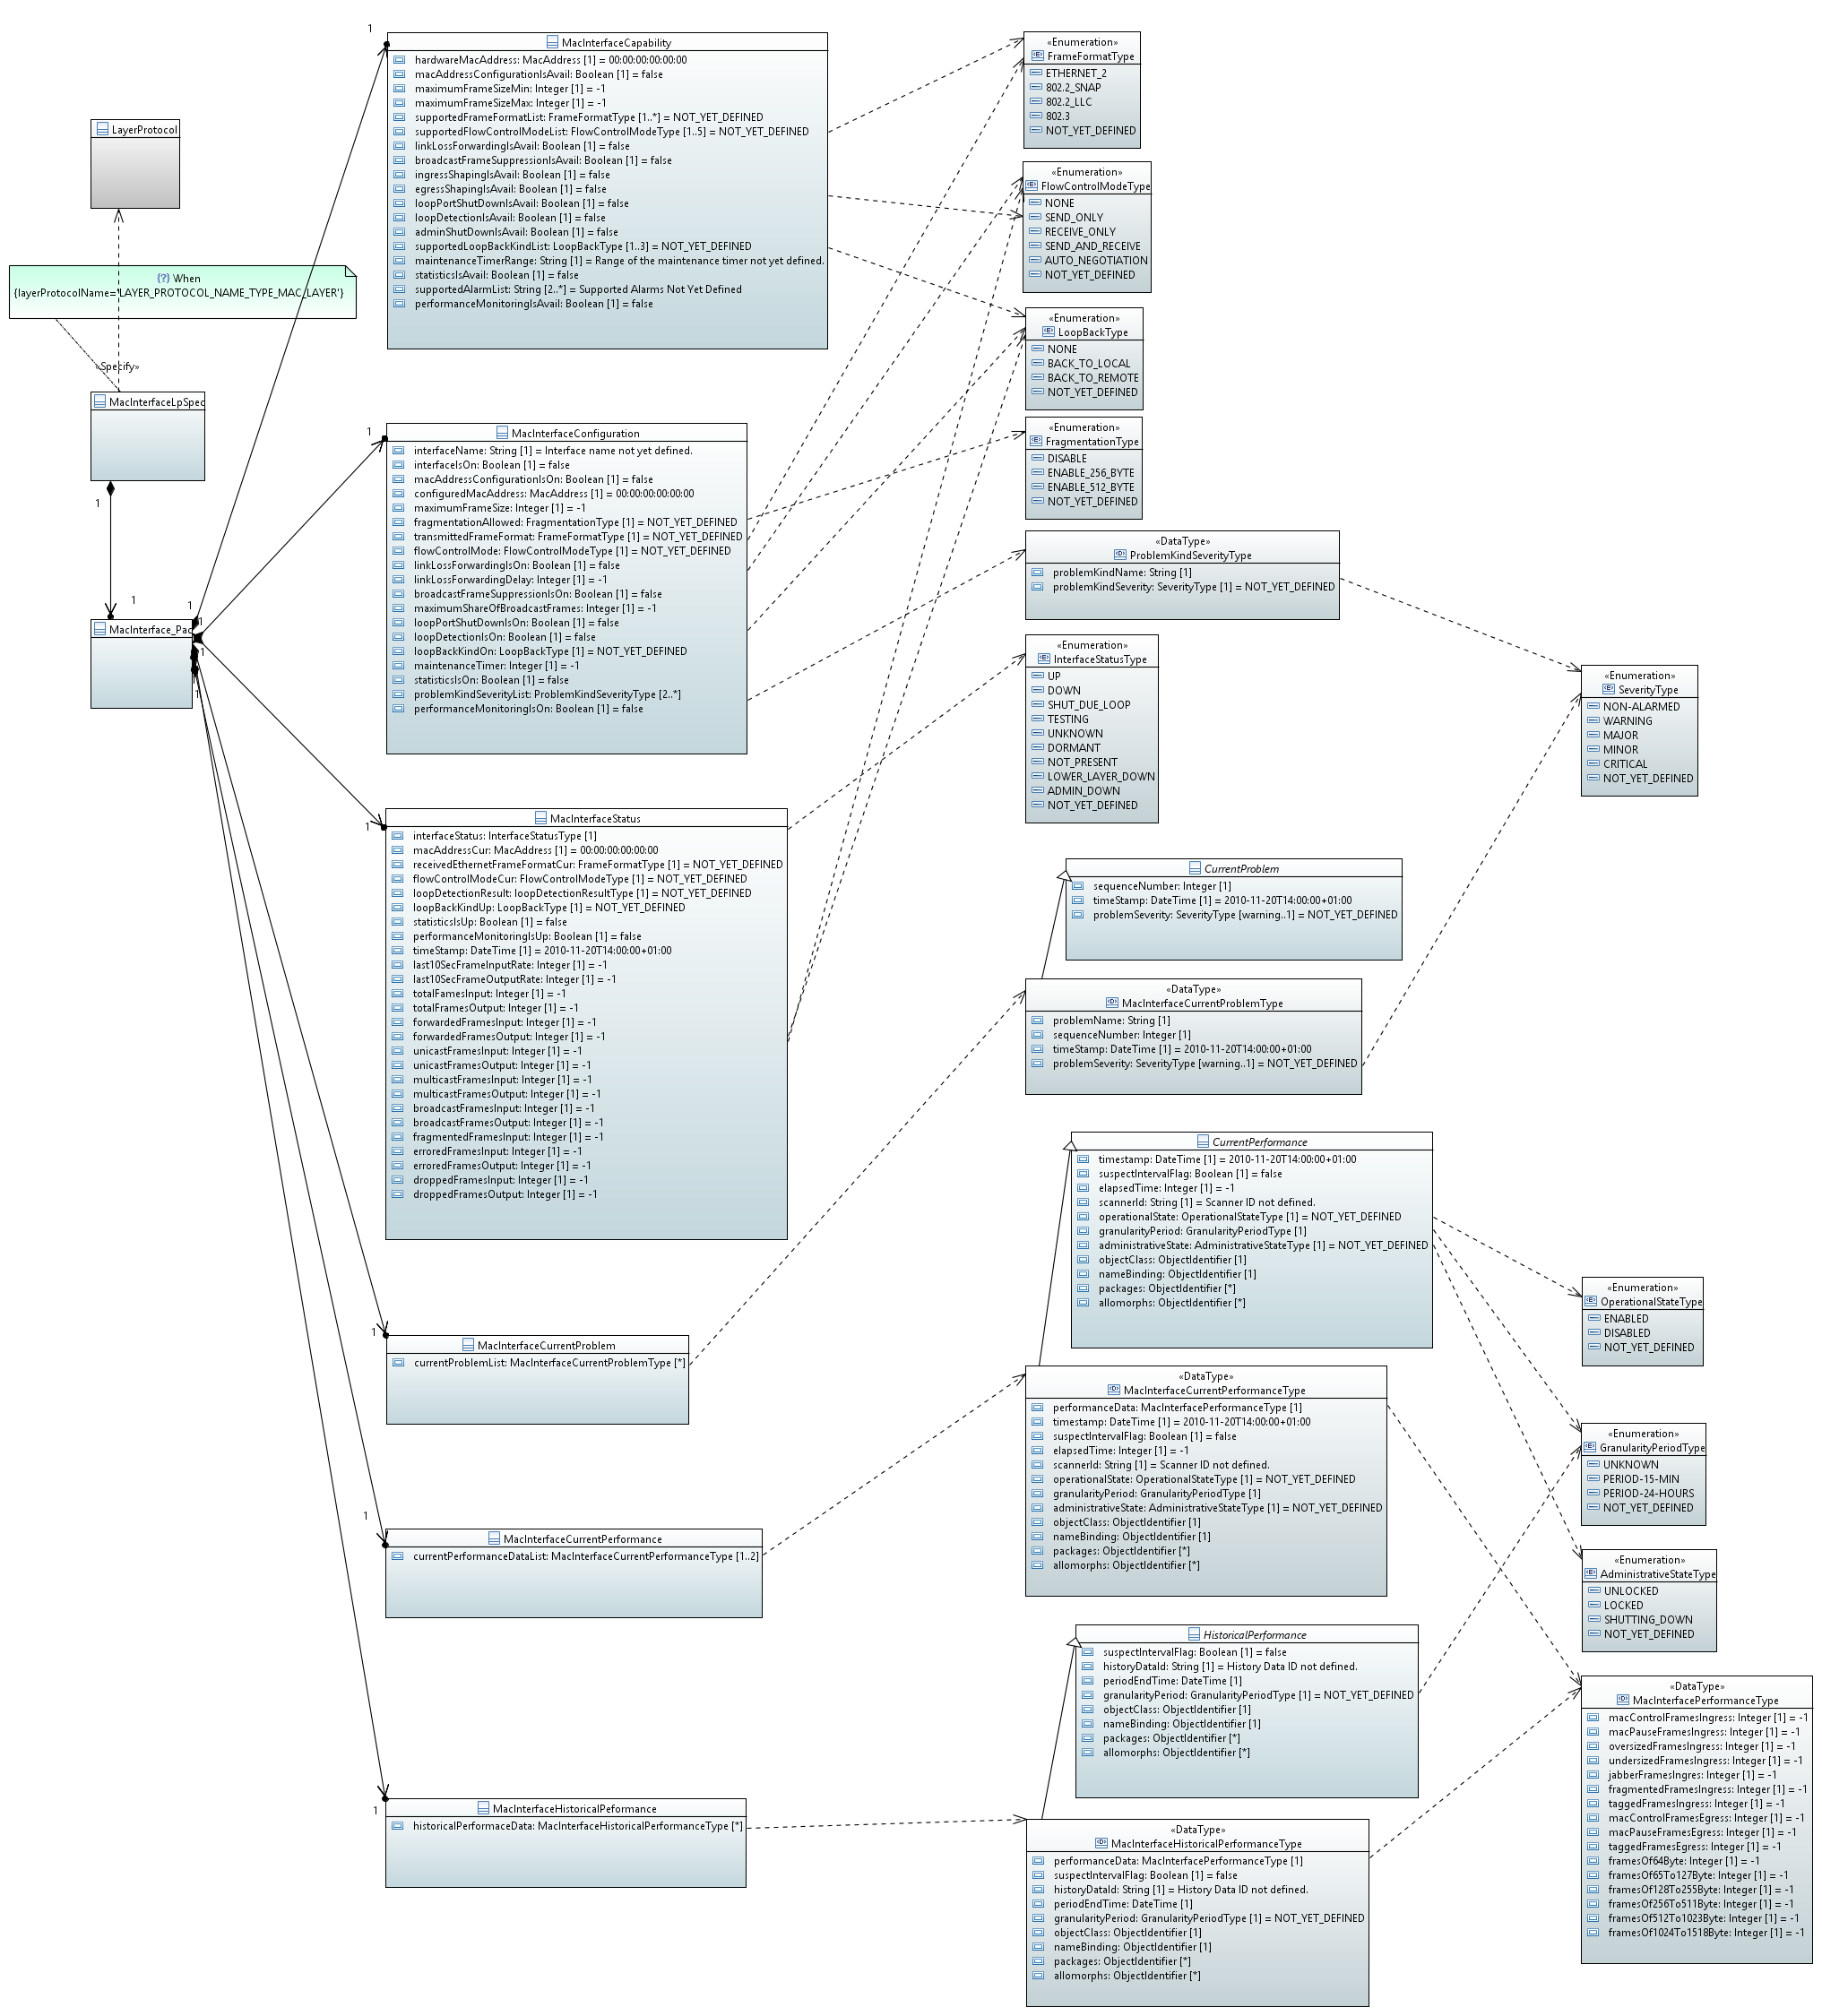 LayerProtocol
{?} When
{layerProtocolName='LAYER_PROTOCOL_NAME_TYPE_MAC_LAYER'}
«Specify»
MacInterfaceLpSpec
1
1
MacInterface_Pac
1
1
1
1
1
MacInterfaceCapability
hardwareMacAddress: MacAddress [1] = 00:00:00:00:00:00
macAddressConfigurationIsAvail: Boolean [1] = false
maximumFrameSizeMin: Integer [1] = -1
maximumFrameSizeMax: Integer [1] = -1
supportedFrameFormatList: FrameFormatType [1..*] = NOT_YET_DEFINED
supportedFlowControlModeList: FlowControlModeType [1..5] = NOT_YET_DEFINED
linkLossForwardingIsAvail: Boolean [1] = false
broadcastFrameSuppressionIsAvail: Boolean [1] = false
ingressShapingIsAvail: Boolean [1] = false
egressShapingIsAvail: Boolean [1] = false
loopPortShutDownIsAvail: Boolean [1] = false
loopDetectionIsAvail: Boolean [1] = false
adminShutDownIsAvail: Boolean [1] = false
supportedLoopBackKindList: LoopBackType [1..3] = NOT_YET_DEFINED
maintenanceTimerRange: String [1] = Range of the maintenance timer not yet defined.
statisticsIsAvail: Boolean [1] = false
supportedAlarmList: String [2..*] = Supported Alarms Not Yet Defined
performanceMonitoringIsAvail: Boolean [1] = false
1
MacInterfaceConfiguration
interfaceName: String [1] = Interface name not yet defined.
interfaceIsOn: Boolean [1] = false
macAddressConfigurationIsOn: Boolean [1] = false
configuredMacAddress: MacAddress [1] = 00:00:00:00:00:00
maximumFrameSize: Integer [1] = -1
fragmentationAllowed: FragmentationType [1] = NOT_YET_DEFINED
transmittedFrameFormat: FrameFormatType [1] = NOT_YET_DEFINED
flowControlMode: FlowControlModeType [1] = NOT_YET_DEFINED
linkLossForwardingIsOn: Boolean [1] = false
linkLossForwardingDelay: Integer [1] = -1
broadcastFrameSuppressionIsOn: Boolean [1] = false
maximumShareOfBroadcastFrames: Integer [1] = -1
loopPortShutDownIsOn: Boolean [1] = false
loopDetectionIsOn: Boolean [1] = false
loopBackKindOn: LoopBackType [1] = NOT_YET_DEFINED
maintenanceTimer: Integer [1] = -1
statisticsIsOn: Boolean [1] = false
problemKindSeverityList: ProblemKindSeverityType [2..*]
performanceMonitoringIsOn: Boolean [1] = false
1
MacInterfaceStatus
interfaceStatus: InterfaceStatusType [1]
macAddressCur: MacAddress [1] = 00:00:00:00:00:00
receivedEthernetFrameFormatCur: FrameFormatType [1] = NOT_YET_DEFINED
flowControlModeCur: FlowControlModeType [1] = NOT_YET_DEFINED
loopDetectionResult: loopDetectionResultType [1] = NOT_YET_DEFINED
loopBackKindUp: LoopBackType [1] = NOT_YET_DEFINED
statisticsIsUp: Boolean [1] = false
performanceMonitoringIsUp: Boolean [1] = false
timeStamp: DateTime [1] = 2010-11-20T14:00:00+01:00
last10SecFrameInputRate: Integer [1] = -1
last10SecFrameOutputRate: Integer [1] = -1
totalFamesInput: Integer [1] = -1
totalFramesOutput: Integer [1] = -1
forwardedFramesInput: Integer [1] = -1
forwardedFramesOutput: Integer [1] = -1
unicastFramesInput: Integer [1] = -1
unicastFramesOutput: Integer [1] = -1
multicastFramesInput: Integer [1] = -1
multicastFramesOutput: Integer [1] = -1
broadcastFramesInput: Integer [1] = -1
broadcastFramesOutput: Integer [1] = -1
fragmentedFramesInput: Integer [1] = -1
erroredFramesInput: Integer [1] = -1
erroredFramesOutput: Integer [1] = -1
droppedFramesInput: Integer [1] = -1
droppedFramesOutput: Integer [1] = -1
1
MacInterfaceCurrentProblem
currentProblemList: MacInterfaceCurrentProblemType [*]
1
MacInterfaceCurrentPerformance
currentPerformanceDataList: MacInterfaceCurrentPerformanceType [1..2]
1
MacInterfaceHistoricalPeformance
historicalPerformaceData: MacInterfaceHistoricalPerformanceType [*]
«Enumeration»
FrameFormatType
ETHERNET_2
802.2_SNAP
802.2_LLC
802.3
NOT_YET_DEFINED
«Enumeration»
FlowControlModeType
NONE
SEND_ONLY
RECEIVE_ONLY
SEND_AND_RECEIVE
AUTO_NEGOTIATION
NOT_YET_DEFINED
«Enumeration»
LoopBackType
NONE
BACK_TO_LOCAL
BACK_TO_REMOTE
NOT_YET_DEFINED
«Enumeration»
FragmentationType
DISABLE
ENABLE_256_BYTE
ENABLE_512_BYTE
NOT_YET_DEFINED
«DataType»
ProblemKindSeverityType
problemKindName: String [1]
problemKindSeverity: SeverityType [1] = NOT_YET_DEFINED
«Enumeration»
InterfaceStatusType
UP
DOWN
SHUT_DUE_LOOP
TESTING
UNKNOWN
DORMANT
NOT_PRESENT
LOWER_LAYER_DOWN
ADMIN_DOWN
NOT_YET_DEFINED
«Enumeration»
SeverityType
NON-ALARMED
WARNING
MAJOR
MINOR
CRITICAL
NOT_YET_DEFINED
CurrentProblem
sequenceNumber: Integer [1]
timeStamp: DateTime [1] = 2010-11-20T14:00:00+01:00
problemSeverity: SeverityType [warning..1] = NOT_YET_DEFINED
«DataType»
MacInterfaceCurrentProblemType
problemName: String [1]
sequenceNumber: Integer [1]
timeStamp: DateTime [1] = 2010-11-20T14:00:00+01:00
problemSeverity: SeverityType [warning..1] = NOT_YET_DEFINED
CurrentPerformance
timestamp: DateTime [1] = 2010-11-20T14:00:00+01:00
suspectIntervalFlag: Boolean [1] = false
elapsedTime: Integer [1] = -1
scannerId: String [1] = Scanner ID not defined.
operationalState: OperationalStateType [1] = NOT_YET_DEFINED
granularityPeriod: GranularityPeriodType [1]
administrativeState: AdministrativeStateType [1] = NOT_YET_DEFINED
objectClass: ObjectIdentifier [1]
nameBinding: ObjectIdentifier [1]
packages: ObjectIdentifier [*]
allomorphs: ObjectIdentifier [*]
«DataType»
MacInterfaceCurrentPerformanceType
performanceData: MacInterfacePerformanceType [1]
timestamp: DateTime [1] = 2010-11-20T14:00:00+01:00
suspectIntervalFlag: Boolean [1] = false
elapsedTime: Integer [1] = -1
scannerId: String [1] = Scanner ID not defined.
operationalState: OperationalStateType [1] = NOT_YET_DEFINED
granularityPeriod: GranularityPeriodType [1]
administrativeState: AdministrativeStateType [1] = NOT_YET_DEFINED
objectClass: ObjectIdentifier [1]
nameBinding: ObjectIdentifier [1]
packages: ObjectIdentifier [*]
allomorphs: ObjectIdentifier [*]
HistoricalPerformance
suspectIntervalFlag: Boolean [1] = false
historyDataId: String [1] = History Data ID not defined.
periodEndTime: DateTime [1]
granularityPeriod: GranularityPeriodType [1] = NOT_YET_DEFINED
objectClass: ObjectIdentifier [1]
nameBinding: ObjectIdentifier [1]
packages: ObjectIdentifier [*]
allomorphs: ObjectIdentifier [*]
«DataType»
MacInterfaceHistoricalPerformanceType
performanceData: MacInterfacePerformanceType [1]
suspectIntervalFlag: Boolean [1] = false
historyDataId: String [1] = History Data ID not defined.
periodEndTime: DateTime [1]
granularityPeriod: GranularityPeriodType [1] = NOT_YET_DEFINED
objectClass: ObjectIdentifier [1]
nameBinding: ObjectIdentifier [1]
packages: ObjectIdentifier [*]
allomorphs: ObjectIdentifier [*]
«Enumeration»
OperationalStateType
ENABLED
DISABLED
NOT_YET_DEFINED
«Enumeration»
GranularityPeriodType
UNKNOWN
PERIOD-15-MIN
PERIOD-24-HOURS
NOT_YET_DEFINED
«Enumeration»
AdministrativeStateType
UNLOCKED
LOCKED
SHUTTING_DOWN
NOT_YET_DEFINED
«DataType»
MacInterfacePerformanceType
macControlFramesIngress: Integer [1] = -1
macPauseFramesIngress: Integer [1] = -1
oversizedFramesIngress: Integer [1] = -1
undersizedFramesIngress: Integer [1] = -1
jabberFramesIngres: Integer [1] = -1
fragmentedFramesIngress: Integer [1] = -1
taggedFramesIngress: Integer [1] = -1
macControlFramesEgress: Integer [1] = -1
macPauseFramesEgress: Integer [1] = -1
taggedFramesEgress: Integer [1] = -1
framesOf64Byte: Integer [1] = -1
framesOf65To127Byte: Integer [1] = -1
framesOf128To255Byte: Integer [1] = -1
framesOf256To511Byte: Integer [1] = -1
framesOf512To1023Byte: Integer [1] = -1
framesOf1024To1518Byte: Integer [1] = -1